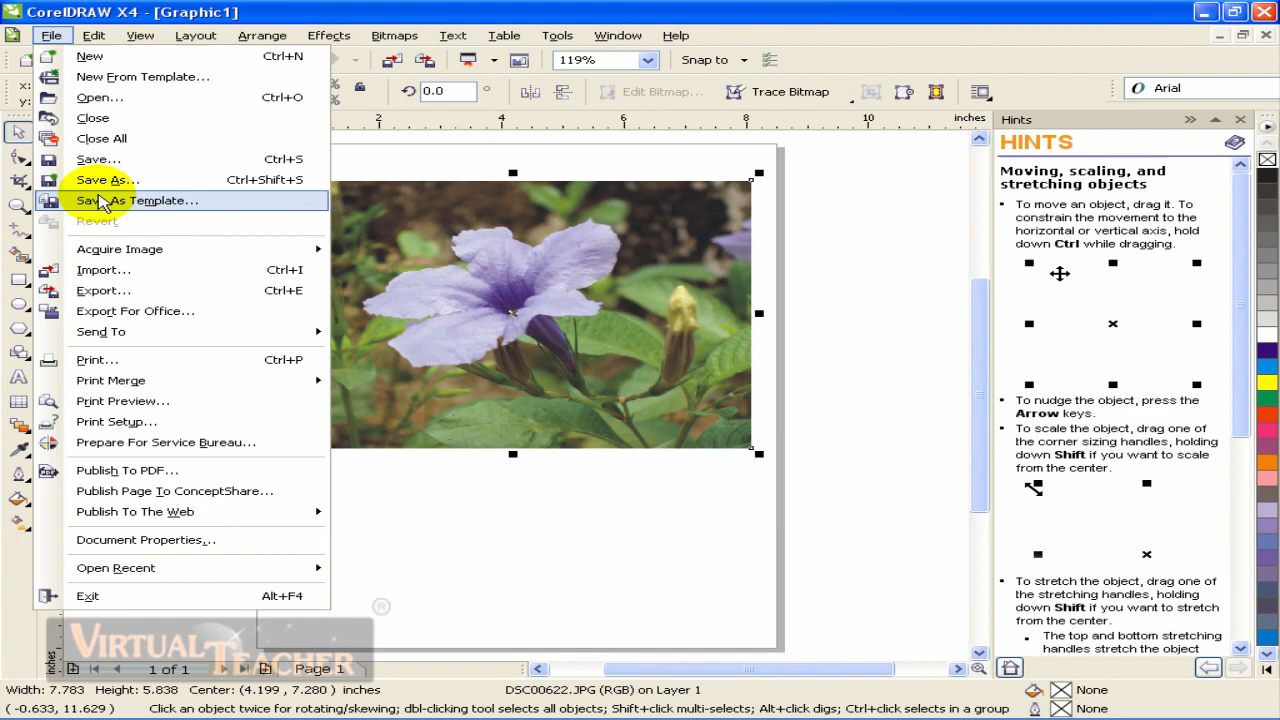 CorelDRAW X4 - [Graphic1]
File Edit View Layout Arrange Effects Bitmaps Text Table Tools Window Help
119% Snap to
x: % 0.0 ° Edit Bitmap... Trace Bitmap Arial
y: %
2 4 6 8 10 inches
New Ctrl+N
New From Template...
Open... Ctrl+O
Close
Close All
Save... Ctrl+S
Save As... Ctrl+Shift+S
Save As Template...
Revert
Acquire Image
Import... Ctrl+I
Export... Ctrl+E
Export For Office...
Send To
Print... Ctrl+P
Print Merge
Print Preview...
Print Setup...
Prepare For Service Bureau...
Publish To PDF...
Publish Page To ConceptShare...
Publish To The Web
Document Properties...
Open Recent
Exit Alt+F4
Hints
HINTS
Moving, scaling, and
stretching objects
To move an object, drag it. To
constrain the movement to the
horizontal or vertical axis, hold
down Ctrl while dragging.
To nudge the object, press the
Arrow keys.
To scale the object, drag one of
the corner sizing handles, holding
down Shift if you want to scale
from the center.
To stretch the object, drag one of
the stretching handles, holding
down Shift if you want to stretch
from the center.
The top and bottom stretching
handles stretch the object
®
VIRTUAL TEACHER
inches
1 of 1 Page 1
Width: 7.783 Height: 5.838 Center: (4.199 , 7.280 ) inches DSC00622.JPG (RGB) on Layer 1 None
( -0.633, 11.629 ) Click an object twice for rotating/skewing; dbl-clicking tool selects all objects; Shift+click multi-selects; Alt+click digs; Ctrl+click selects in a group None